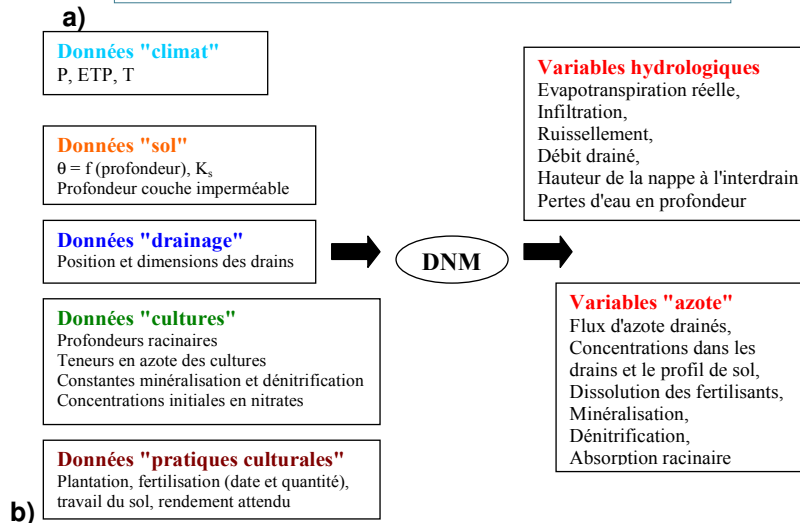 a)
Données "climat"
P, ETP, T
Données "sol"
θ = f (profondeur), Ks
Profondeur couche imperméable
Données "drainage"
Position et dimensions des drains
Données "cultures"
Profondeurs racinaires
Teneurs en azote des cultures
Constantes minéralisation et dénitrification
Concentrations initiales en nitrates
Données "pratiques culturales"
Plantation, fertilisation (date et quantité),
travail du sol, rendement attendu
b)
DNM
Variables hydrologiques
Evapotranspiration réelle,
Infiltration,
Ruissellement,
Débit drainé,
Hauteur de la nappe à l'interdrain
Pertes d'eau en profondeur
Variables "azote"
Flux d'azote drainés,
Concentrations dans les
drains et le profil de sol,
Dissolution des fertilisants,
Minéralisation,
Dénitrification,
Absorption racinaire